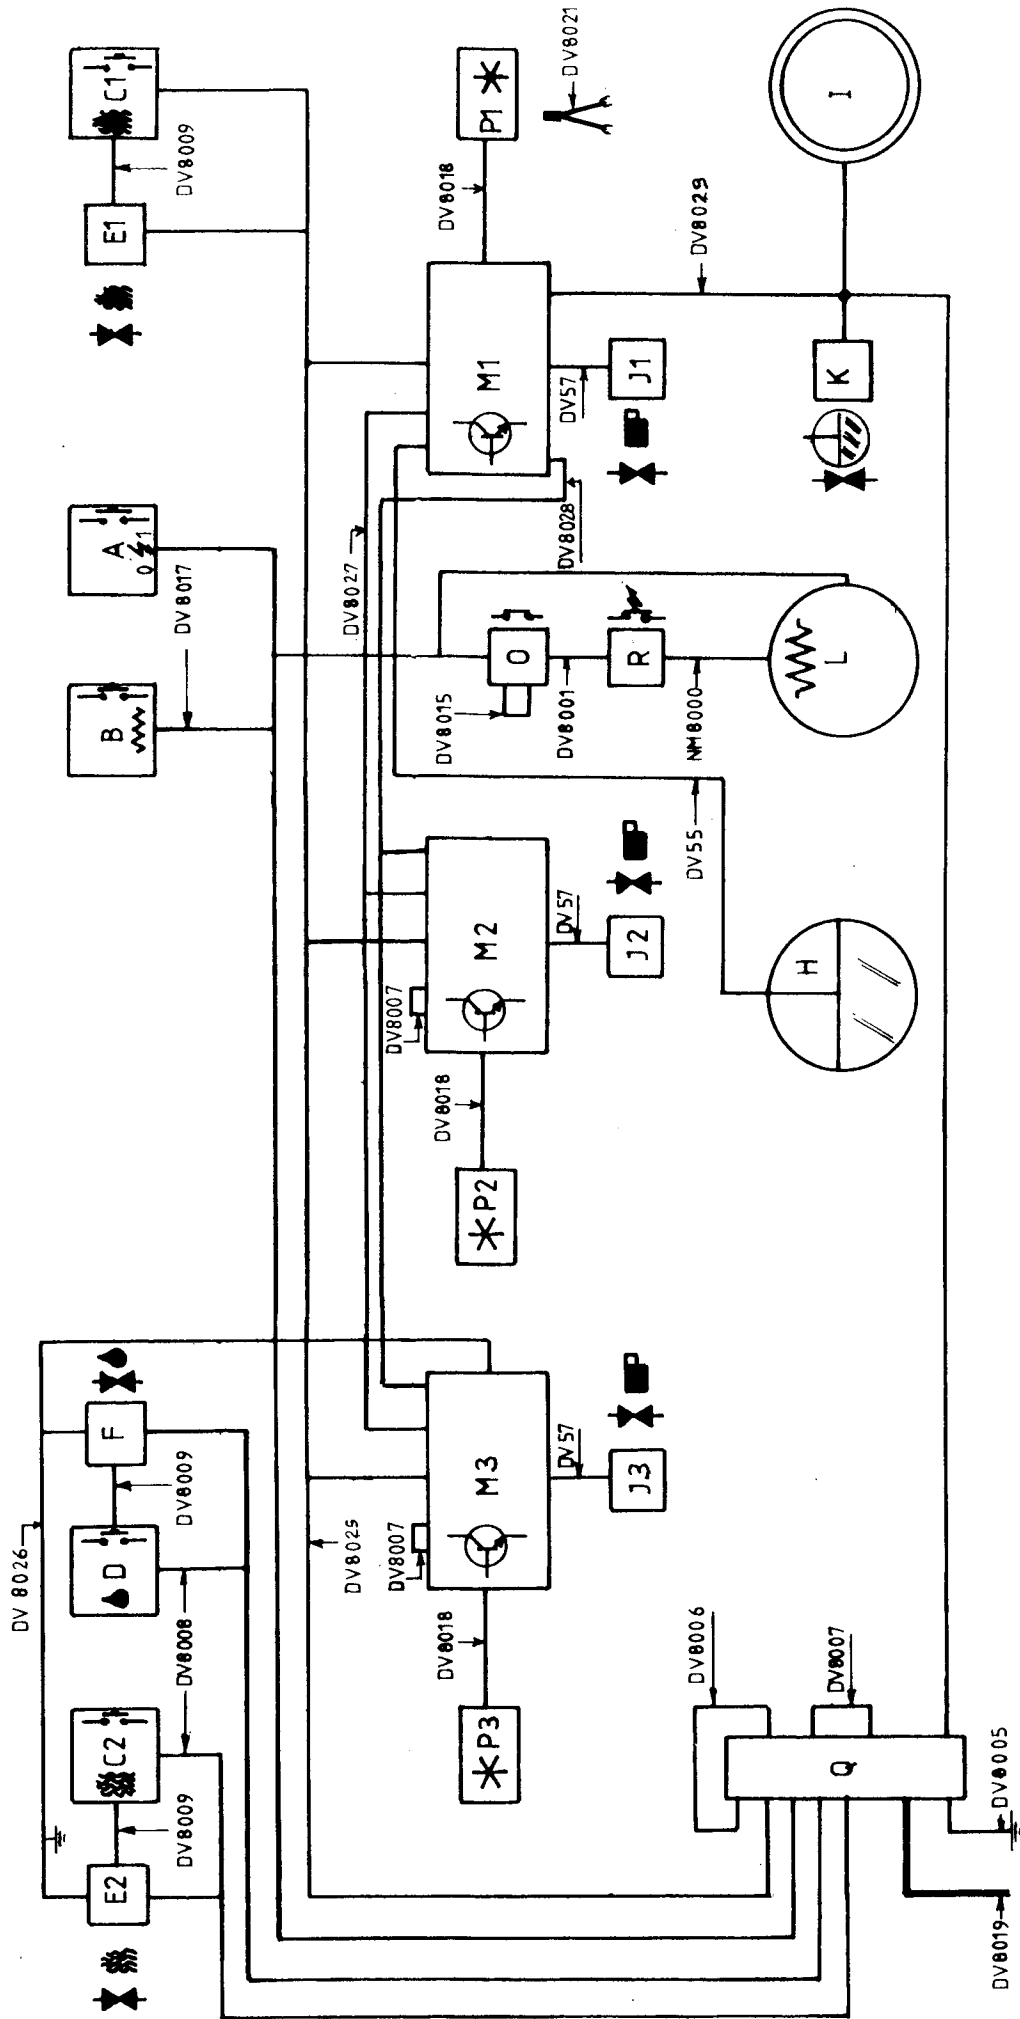 C1
DV8009
E1
P1
DV8021
DV8018
I
DV8029
M1
K
DV57
J1
A
0 1
DV8017
DV8027
DV8028
B
O
R
L
DV8015
DV8001
NM8000
DV55
M2
DV8007
DV57
J2
H
DV8018
P2
F
DV8009
D
DV 8026
DV8008
M3
DV8007
DV57
J3
DV8025
DV8018
P3
C2
DV8009
E2
DV8006
DV8007
Q
DV8005
DV8019